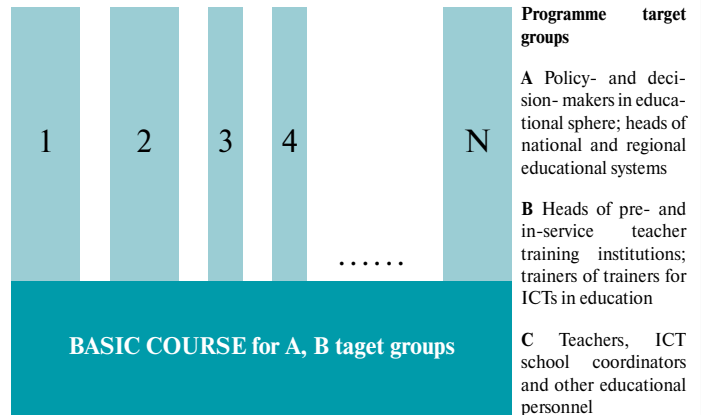 1 2 3 4 ...... N
BASIC COURSE for A, B taget groups
Programme target
groups
A Policy- and deci-
sion- makers in educa-
tional sphere; heads of
national and regional
educational systems
B Heads of pre- and
in-service teacher
training institutions;
trainers of trainers for
ICTs in education
C Teachers, ICT
school coordinators
and other educational
personnel